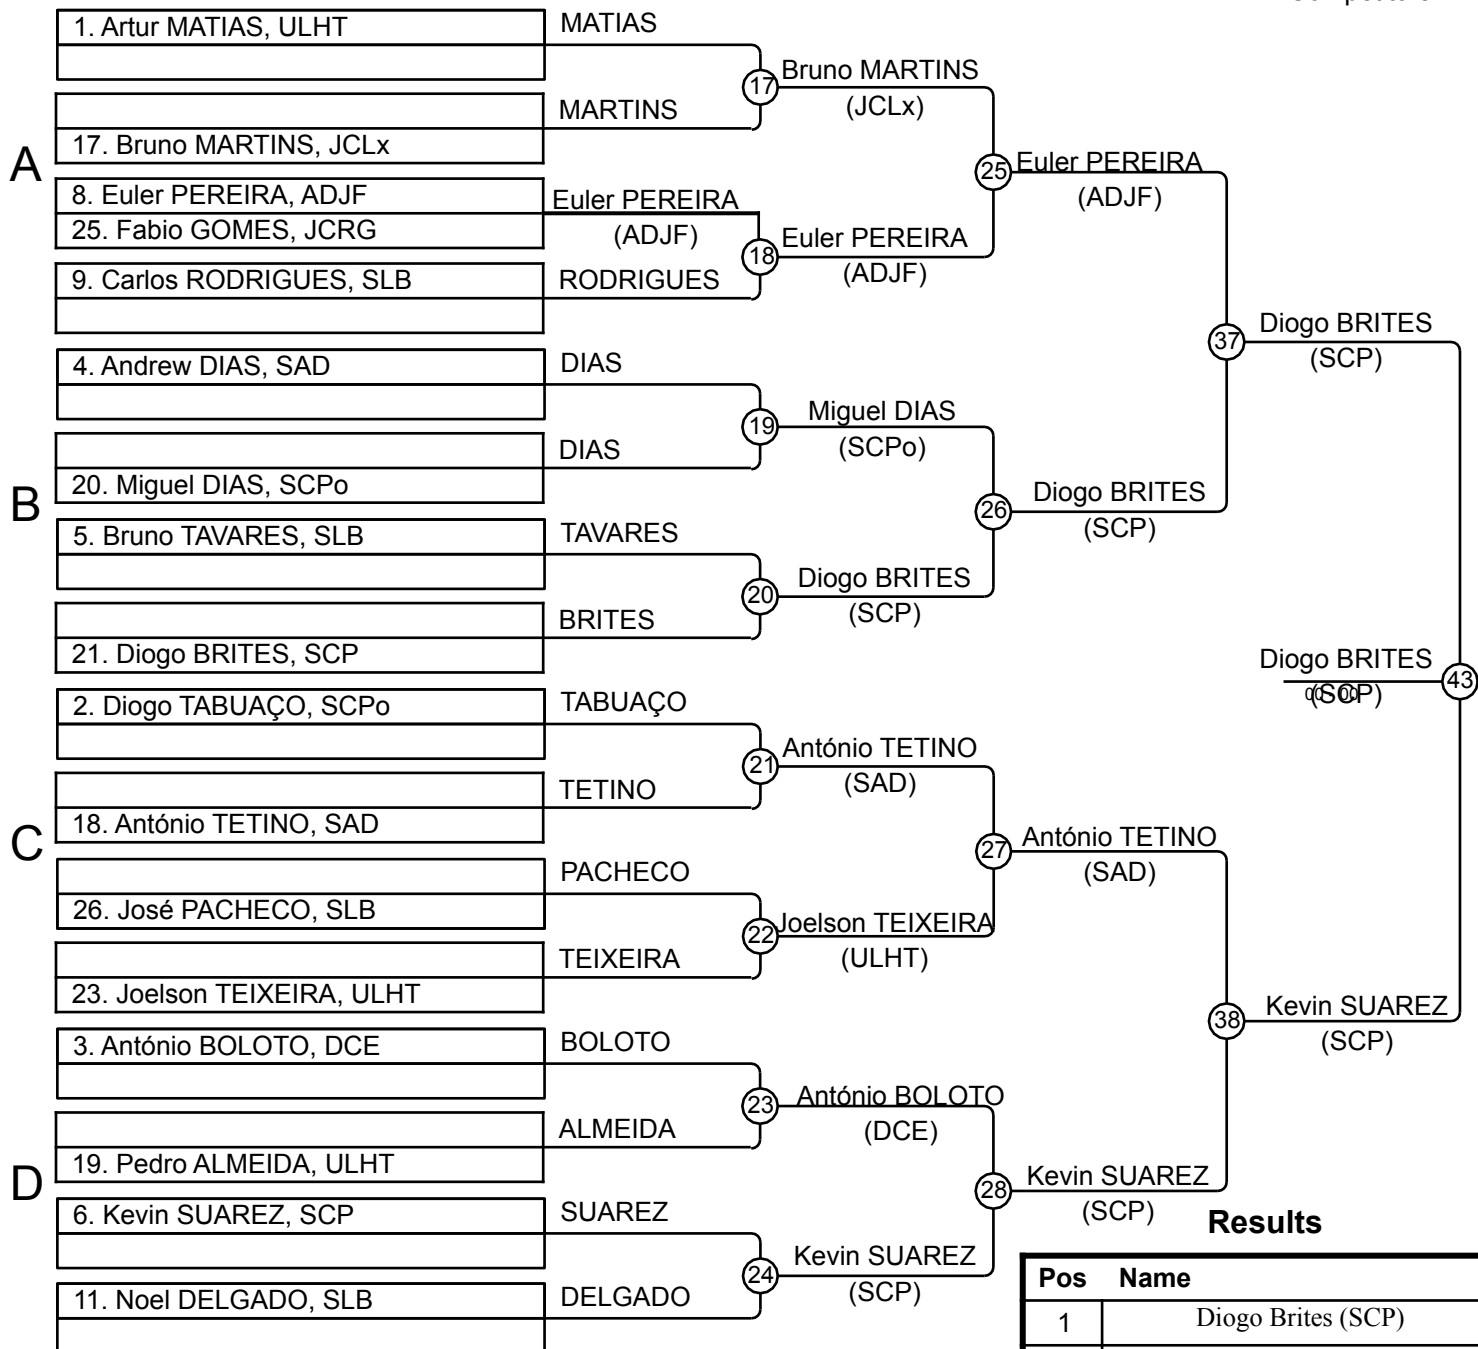 1. Artur MATIAS, ULHT
MATIAS
17
Bruno MARTINS
(JCLx)
MARTINS
17. Bruno MARTINS, JCLx
A
25
Euler PEREIRA
(ADJF)
8. Euler PEREIRA, ADJF
25. Fabio GOMES, JCRG
Euler PEREIRA
(ADJF)
18
Euler PEREIRA
(ADJF)
9. Carlos RODRIGUES, SLB
RODRIGUES
37
Diogo BRITES
(SCP)
4. Andrew DIAS, SAD
DIAS
19
Miguel DIAS
(SCPo)
DIAS
20. Miguel DIAS, SCPo
B
26
Diogo BRITES
(SCP)
5. Bruno TAVARES, SLB
TAVARES
20
Diogo BRITES
(SCP)
BRITES
21. Diogo BRITES, SCP
Diogo BRITES
(SCP)
43
2. Diogo TABUAÇO, SCPo
TABUAÇO
21
António TETINO
(SAD)
TETINO
18. António TETINO, SAD
C
27
António TETINO
(SAD)
PACHECO
26. José PACHECO, SLB
22
Joelson TEIXEIRA
(ULHT)
TEIXEIRA
23. Joelson TEIXEIRA, ULHT
38
Kevin SUAREZ
(SCP)
3. António BOLOTO, DCE
BOLOTO
23
António BOLOTO
(DCE)
ALMEIDA
19. Pedro ALMEIDA, ULHT
D
28
Kevin SUAREZ
(SCP)
6. Kevin SUAREZ, SCP
SUAREZ
24
Kevin SUAREZ
(SCP)
11. Noel DELGADO, SLB
DELGADO
Results
Pos Name
1 Diogo Brites (SCP)